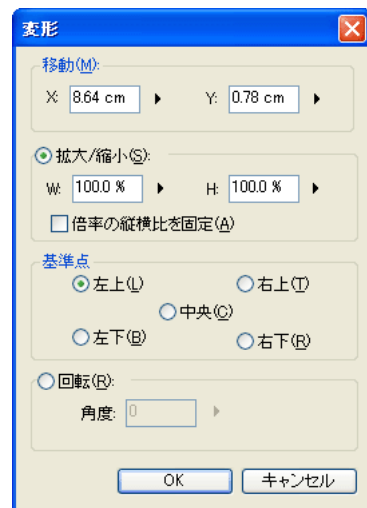 変形
移動(M):
X: 8.64 cm Y: 0.78 cm
拡大/縮小(S):
W: 100.0 % H: 100.0 %
倍率の縦横比を固定(A)
基準点
左上(L) 右上(T)
中央(C)
左下(B) 右下(R)
回転(R):
角度: 0
OK キャンセル